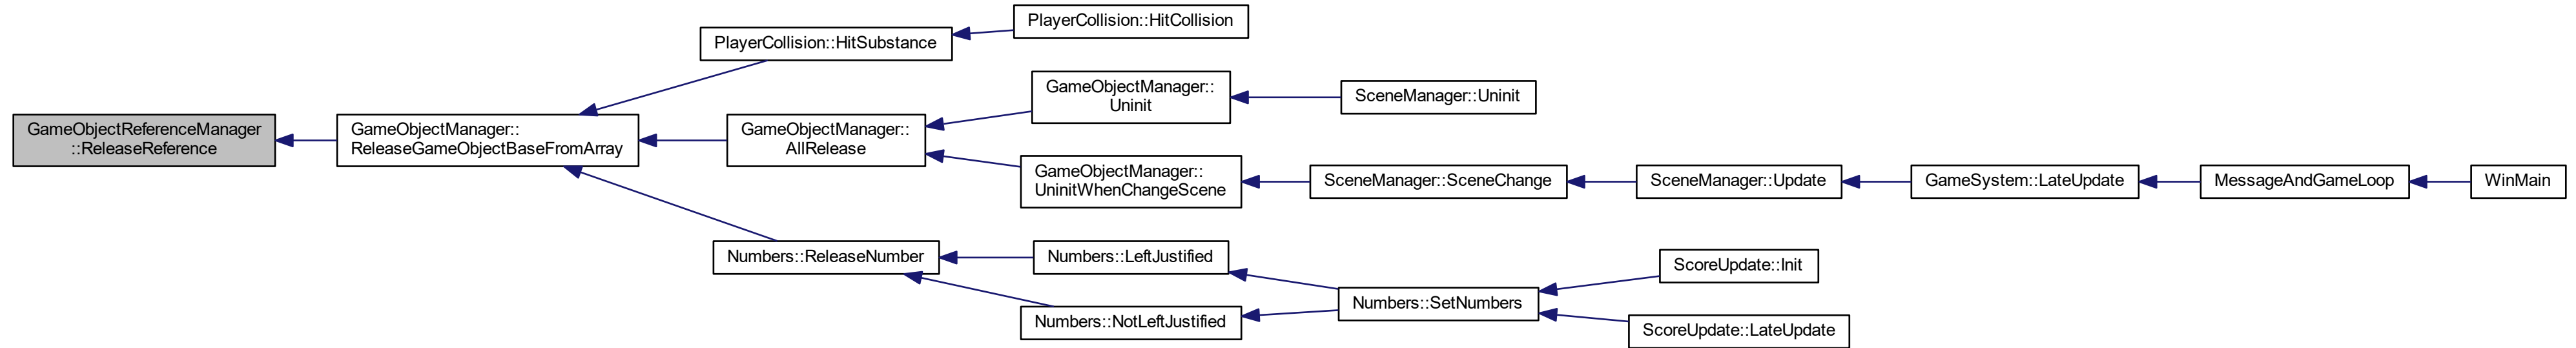 GameObjectReferenceManager
::ReleaseReference
GameObjectManager::
ReleaseGameObjectBaseFromArray
PlayerCollision::HitSubstance
PlayerCollision::HitCollision
GameObjectManager::
AllRelease
GameObjectManager::
Uninit
SceneManager::Uninit
GameObjectManager::
UninitWhenChangeScene
SceneManager::SceneChange
SceneManager::Update
GameSystem::LateUpdate
MessageAndGameLoop
WinMain
Numbers::ReleaseNumber
Numbers::LeftJustified
Numbers::NotLeftJustified
Numbers::SetNumbers
ScoreUpdate::Init
ScoreUpdate::LateUpdate